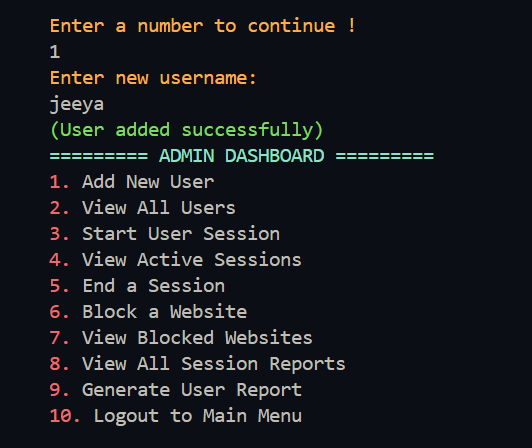 Enter a number to continue !
1
Enter new username:
jeeya
(User added successfully)
========= ADMIN DASHBOARD =========
1. Add New User
2. View All Users
3. Start User Session
4. View Active Sessions
5. End a Session
6. Block a Website
7. View Blocked Websites
8. View All Session Reports
9. Generate User Report
10. Logout to Main Menu